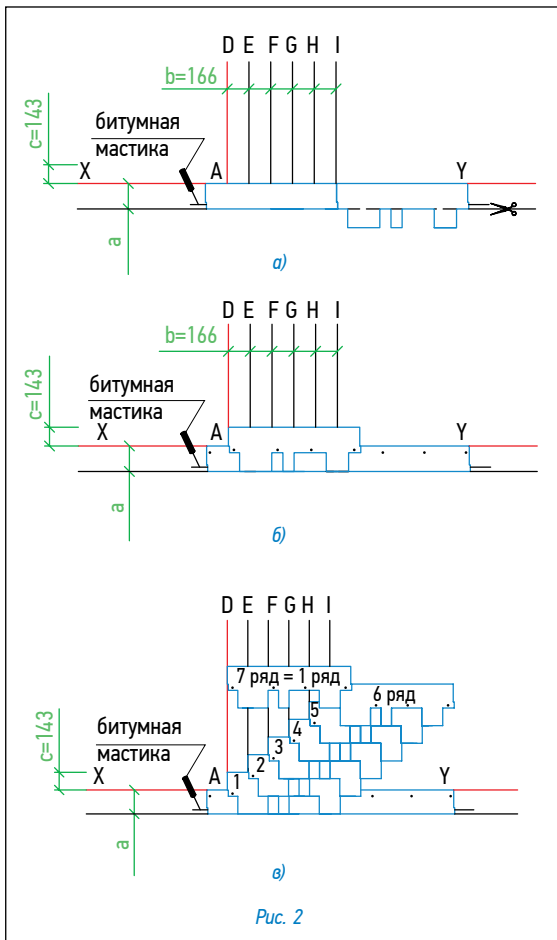 D E F G H I
b=166
битумная
мастика
c=143
X A Y
a
а)
D E F G H I
b=166
битумная
мастика
c=143
X A Y
a
б)
D E F G H I
7 ряд = 1 ряд
6 ряд
5
4
3
2
1
битумная
мастика
c=143
X A Y
a
в)
Рис. 2